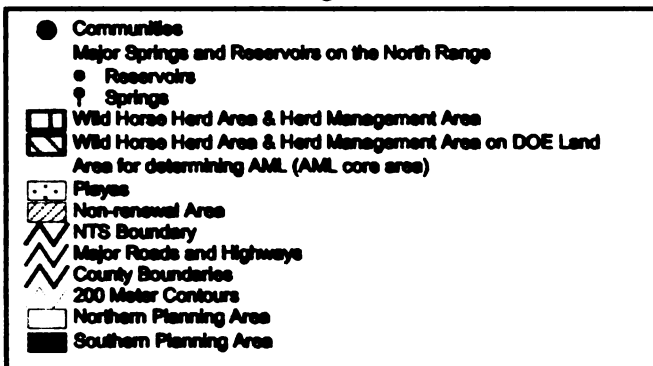 Communities
Major Springs and Reservoirs on the North Range
Reservoirs
Springs
Wild Horse Herd Area & Herd Management Area
Wild Horse Herd Area & Herd Management Area on DOE Land
Area for determining AML (AML core area)
Playas
Non-renewal Area
NTS Boundary
Major Roads and Highways
County Boundaries
200 Meter Contours
Northern Planning Area
Southern Planning Area